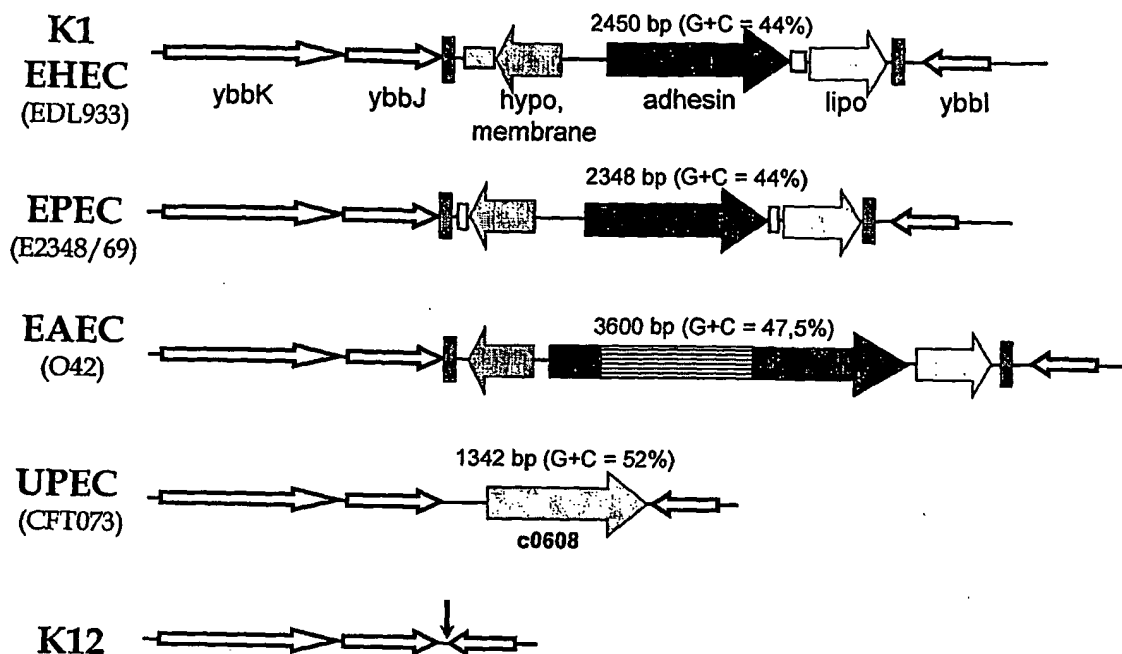 K1
EHEC
(EDL933)
2450 bp (G+C = 44%)
ybbK
ybbJ
hypo,
membrane
adhesin
lipo
ybbI
EPEC
(E2348/69)
2348 bp (G+C = 44%)
EAEC
(O42)
3600 bp (G+C = 47,5%)
UPEC
(CFT073)
1342 bp (G+C = 52%)
c0608
K12